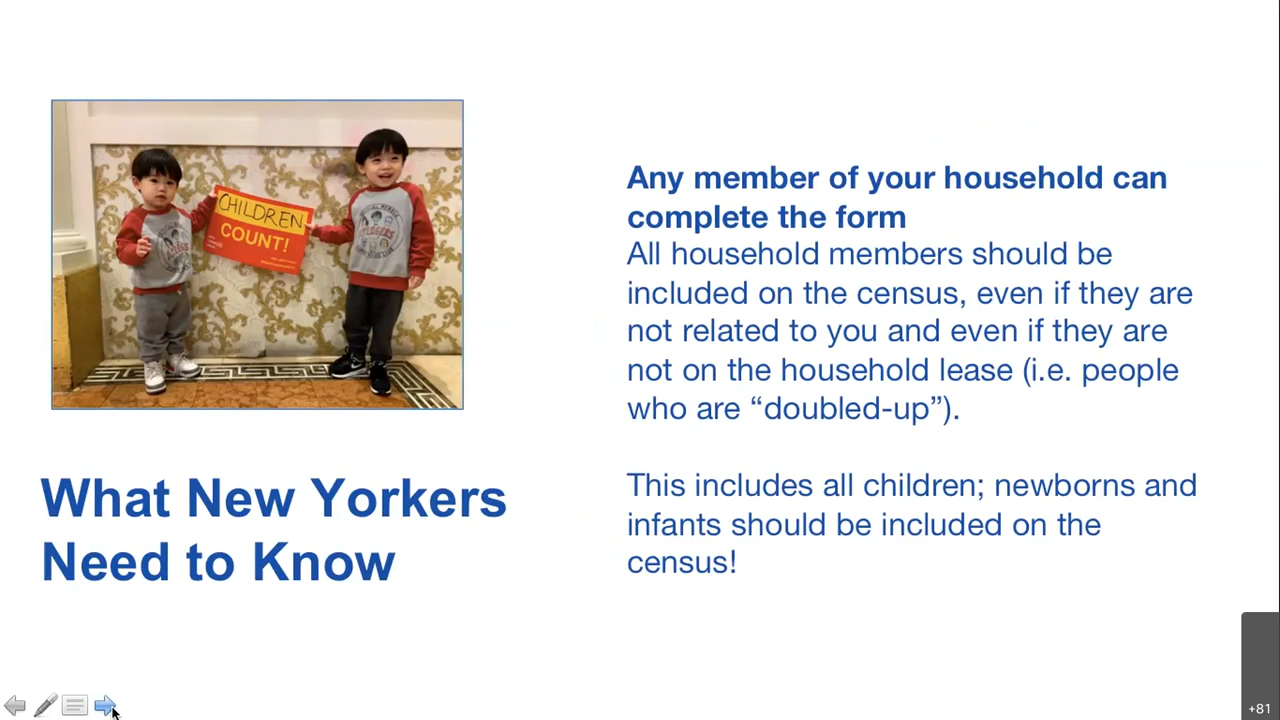 CHILDREN
COUNT!
What New Yorkers
Need to Know
Any member of your household can
complete the form
All household members should be
included on the census, even if they are
not related to you and even if they are
not on the household lease (i.e. people
who are “doubled-up”).
This includes all children; newborns and
infants should be included on the
census!
+81